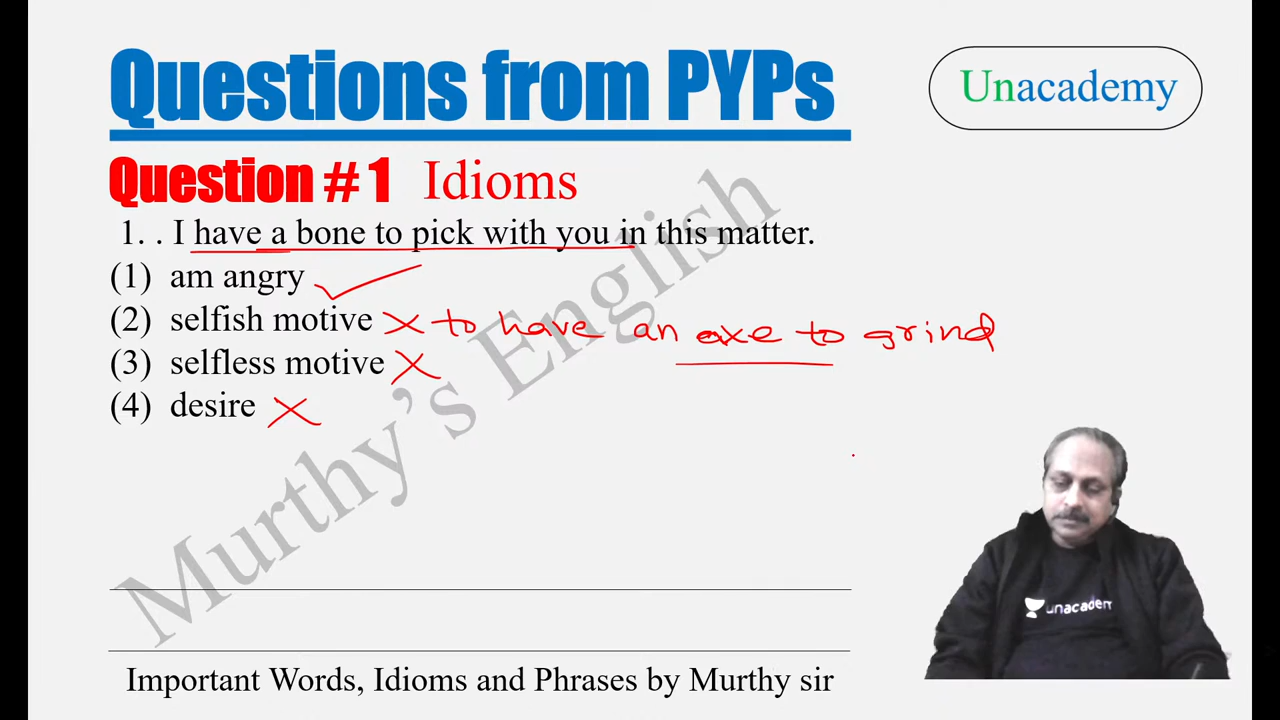 Questions from PYPs
Unacademy
Question # 1 Idioms
1. . I have a bone to pick with you in this matter.
(1) am angry
(2) selfish motive to have an axe to grind
(3) selfless motive
(4) desire
Murthy's English
unacademy
Important Words, Idioms and Phrases by Murthy sir